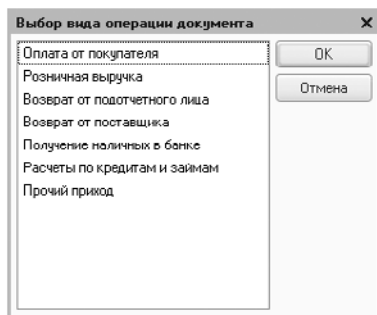 Выбор вида операции документа
Оплата от покупателя
OK
Розничная выручка
Отмена
Возврат от подотчетного лица
Возврат от поставщика
Получение наличных в банке
Расчеты по кредитам и займам
Прочий приход